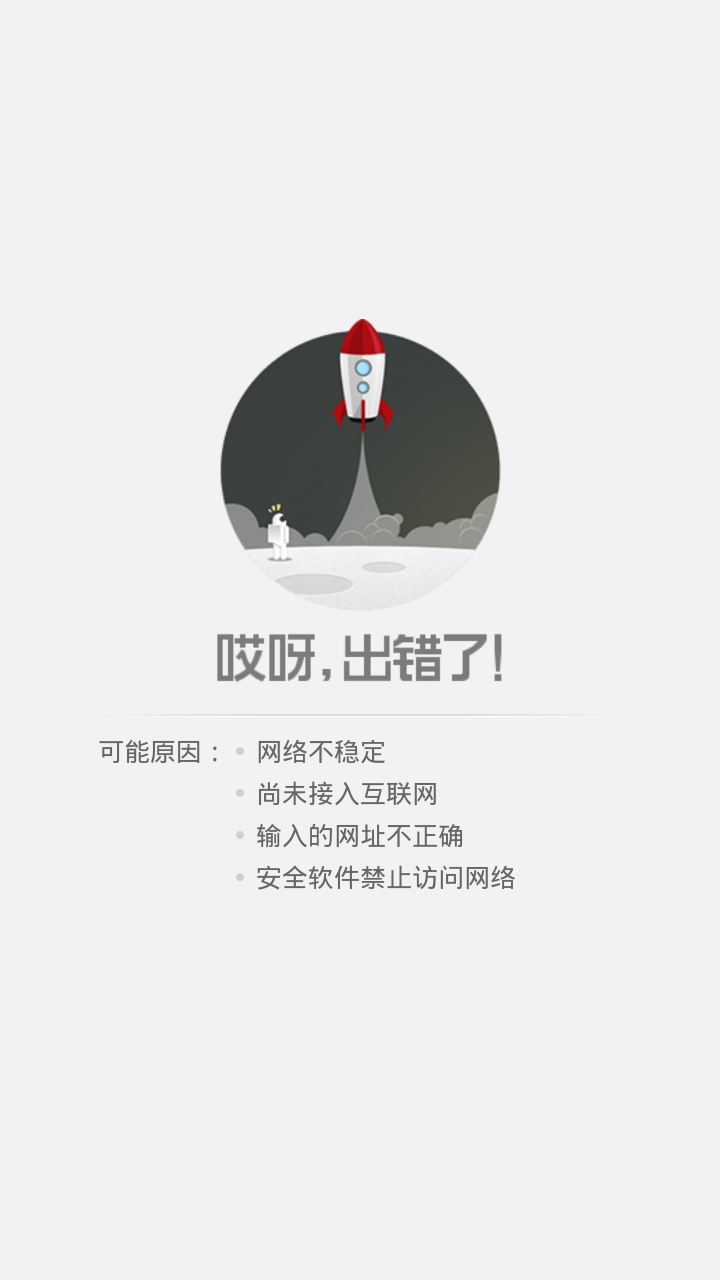 哎呀,出错了!
可能原因： • 网络不稳定
• 尚未接入互联网
• 输入的网址不正确
• 安全软件禁止访问网络